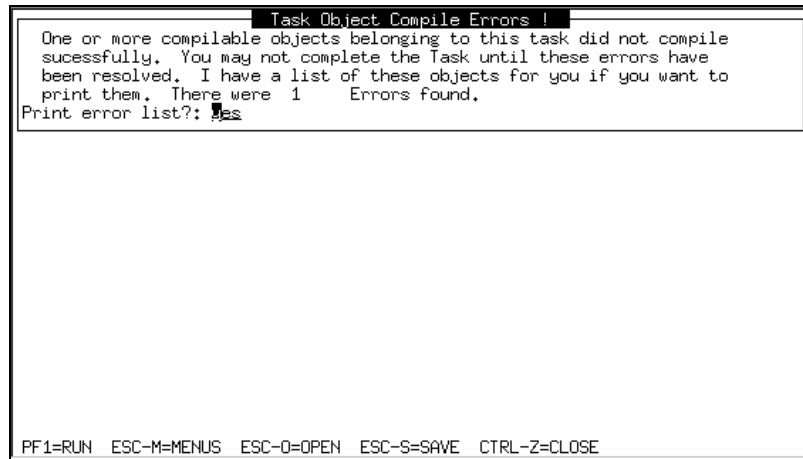 Task Object Compile Errors !
One or more compilable objects belonging to this task did not compile
sucessfully. You may not complete the Task until these errors have
been resolved. I have a list of these objects for you if you want to
print them. There were 1 Errors found.
Print error list?: Yes
PF1=RUN ESC-M=MENUS ESC-O=OPEN ESC-S=SAVE CTRL-Z=CLOSE